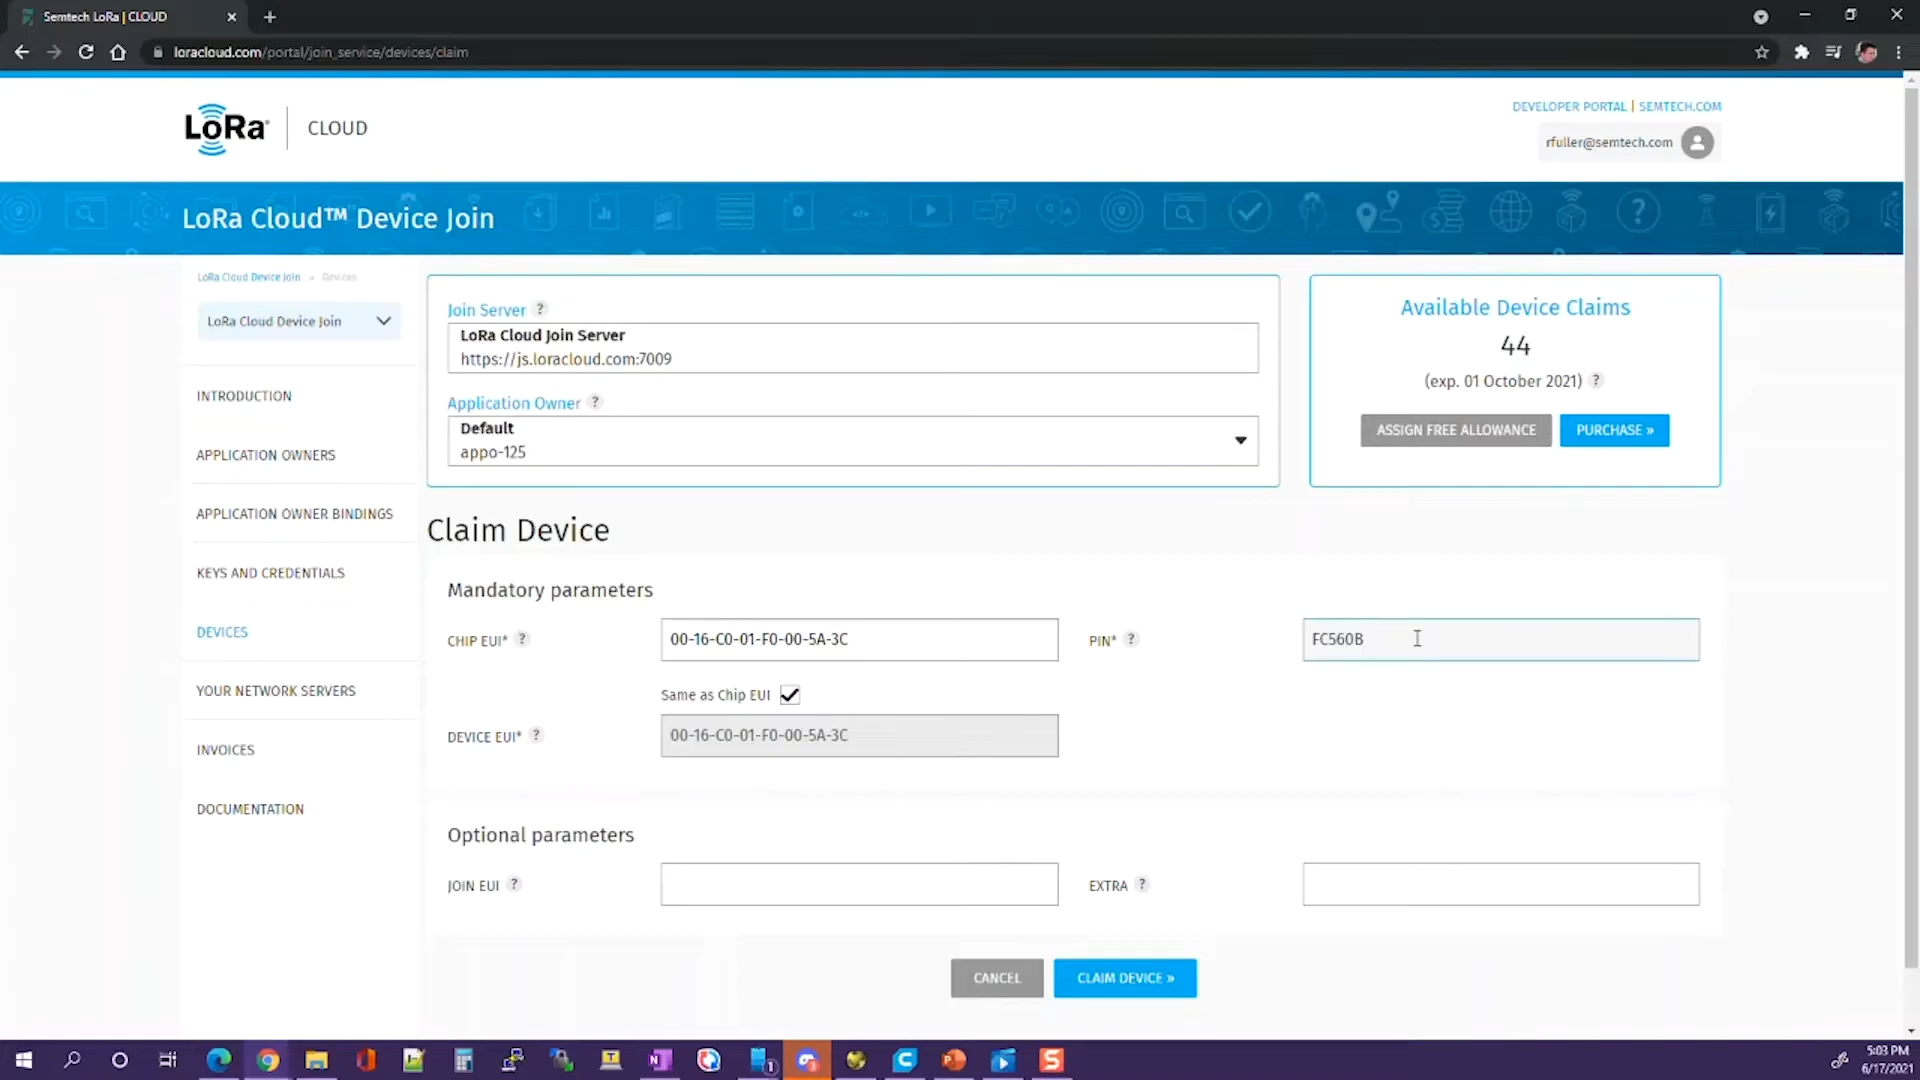 Semtech LoRa | CLOUD
loracloud.com/portal/join_service/devices/claim
DEVELOPER PORTAL | SEMTECH.COM
LoRa® CLOUD
rfuller@semtech.com
LoRa Cloud™ Device Join
LoRa Cloud Device Join → Devices
LoRa Cloud Device Join
INTRODUCTION
APPLICATION OWNERS
APPLICATION OWNER BINDINGS
KEYS AND CREDENTIALS
DEVICES
YOUR NETWORK SERVERS
INVOICES
DOCUMENTATION
Join Server ?
LoRa Cloud Join Server
https://js.loracloud.com:7009
Application Owner ?
Default
appo-125
Available Device Claims
44
(exp. 01 October 2021) ?
ASSIGN FREE ALLOWANCE PURCHASE »
Claim Device
Mandatory parameters
CHIP EUI* ? 00-16-C0-01-F0-00-5A-3C PIN* ? FC560B
Same as Chip EUI
DEVICE EUI* ? 00-16-C0-01-F0-00-5A-3C
Optional parameters
JOIN EUI ? EXTRA ?
CANCEL CLAIM DEVICE »
5:03 PM
6/17/2021